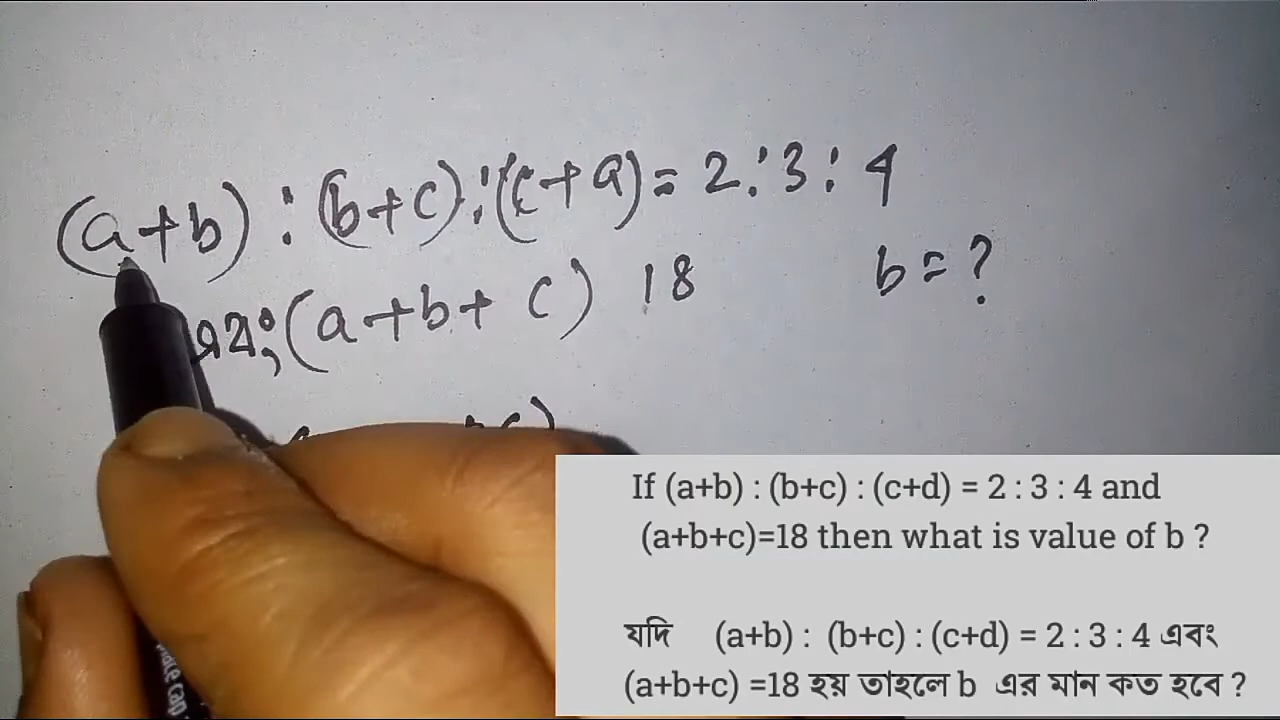 (a+b) : (b+c) : (c+a) = 2 : 3 : 4
এবং, (a+b+c) 18 b = ?
If (a+b) : (b+c) : (c+d) = 2 : 3 : 4 and
(a+b+c)=18 then what is value of b ?
যদি (a+b) : (b+c) : (c+d) = 2 : 3 : 4 এবং
(a+b+c) =18 হয় তাহলে b এর মান কত হবে ?